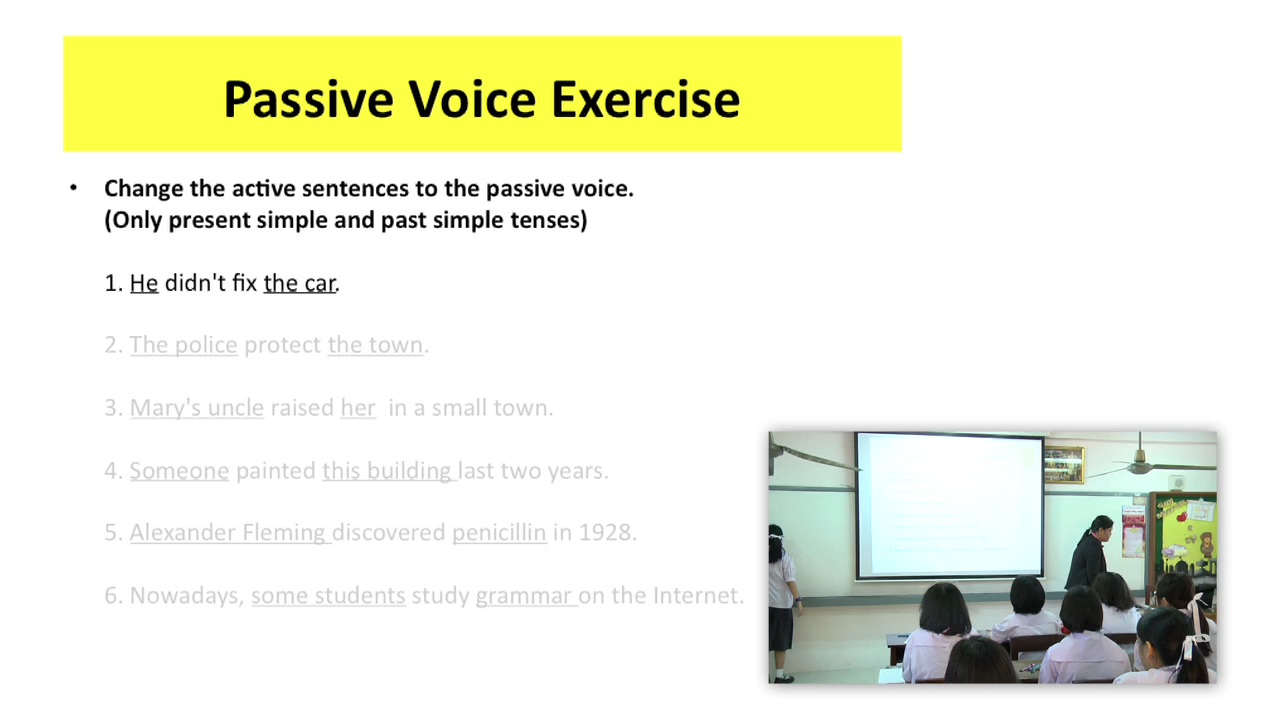 Passive Voice Exercise
• Change the active sentences to the passive voice.
(Only present simple and past simple tenses)
1. He didn't fix the car.
2. The police protect the town.
3. Mary's uncle raised her in a small town.
4. Someone painted this building last two years.
5. Alexander Fleming discovered penicillin in 1928.
6. Nowadays, some students study grammar on the Internet.